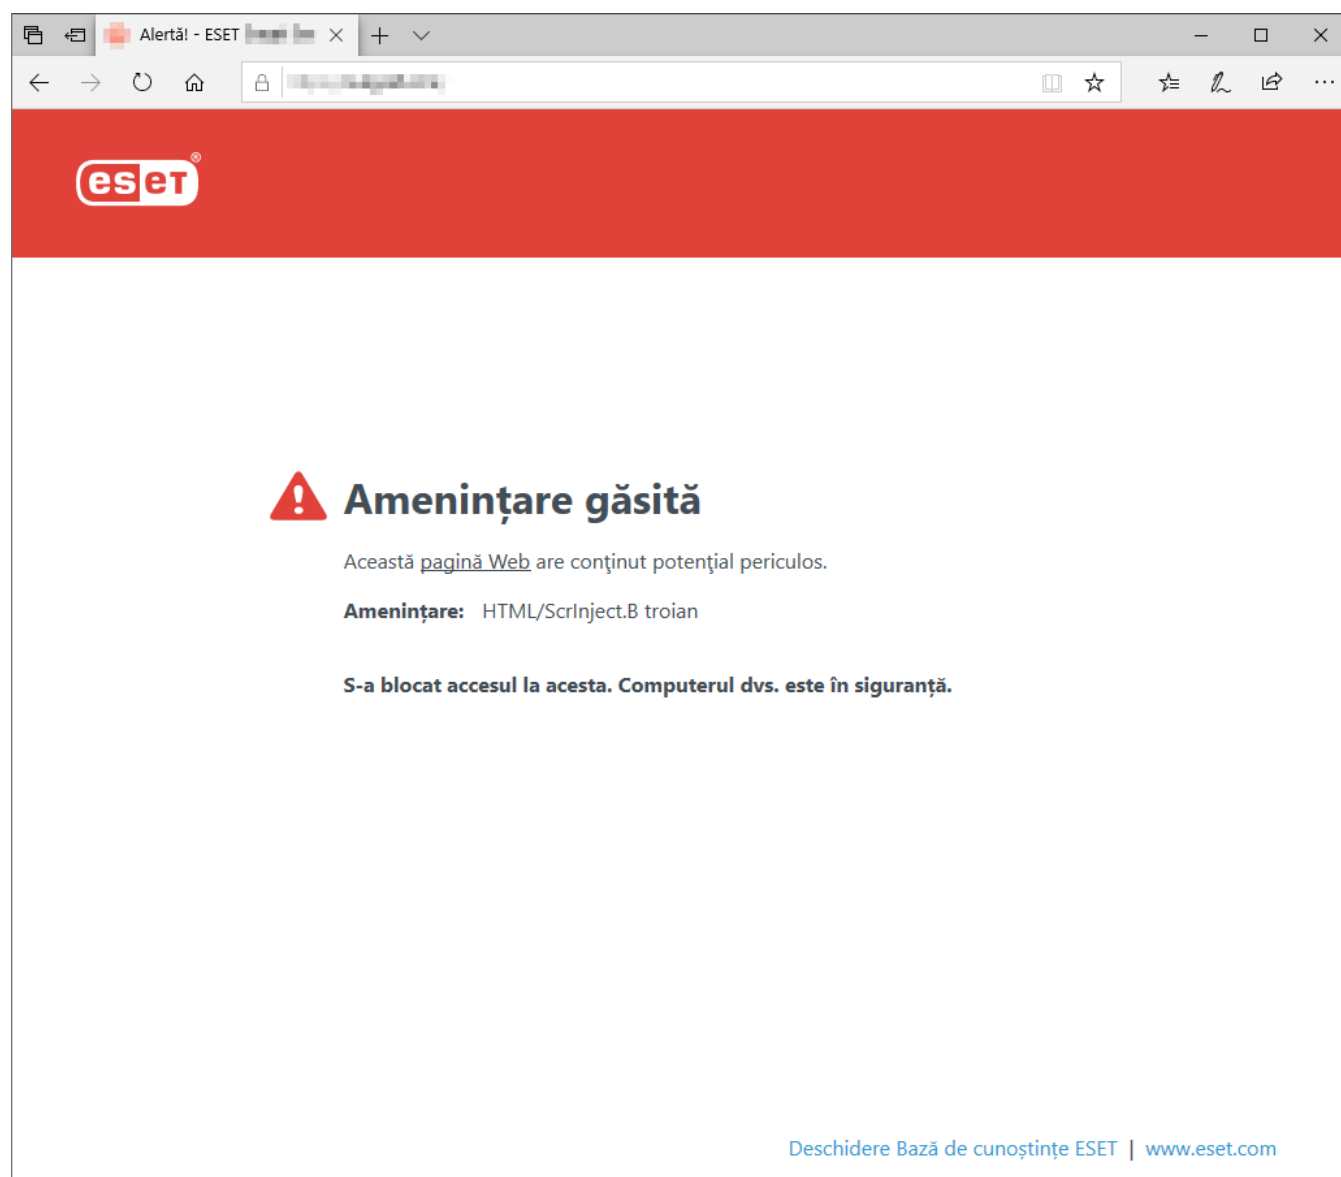 Alertă! - ESET
eseT®
Amenințare găsită
Această pagină Web are conţinut potenţial periculos.
Amenințare: HTML/ScrInject.B troian
S-a blocat accesul la acesta. Computerul dvs. este în siguranță.
Deschidere Bază de cunoștințe ESET | www.eset.com